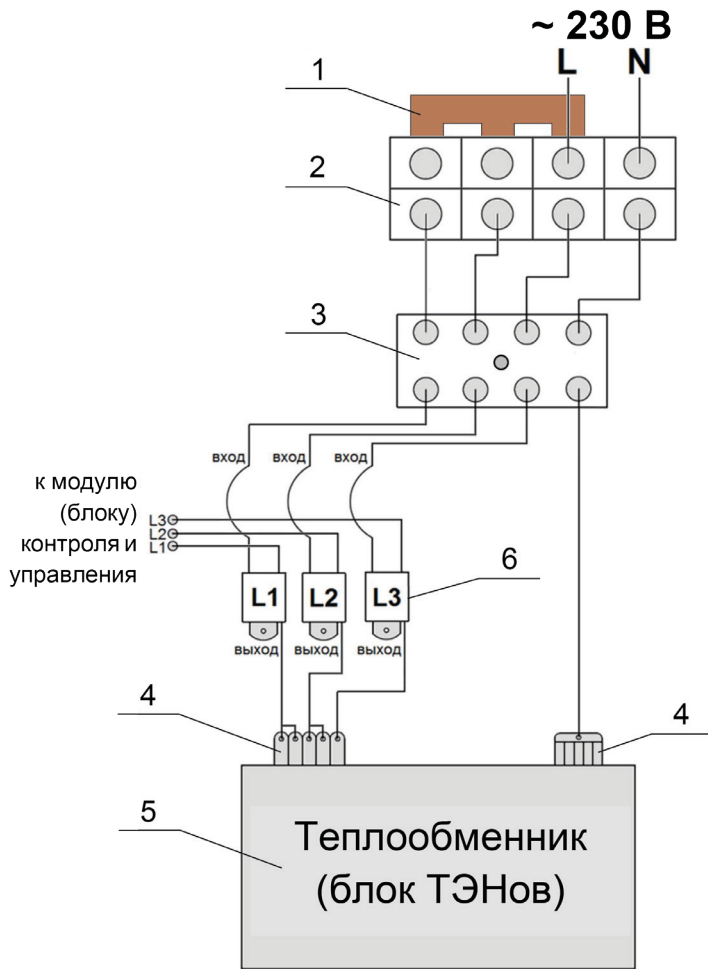 ~ 230 В
L N
1
2
3
вход вход вход
к модулю
(блоку)
контроля и
управления
L3
L2
L1
6
L1 L2 L3
выход выход выход
4
4
5
Теплообменник
(блок ТЭНов)